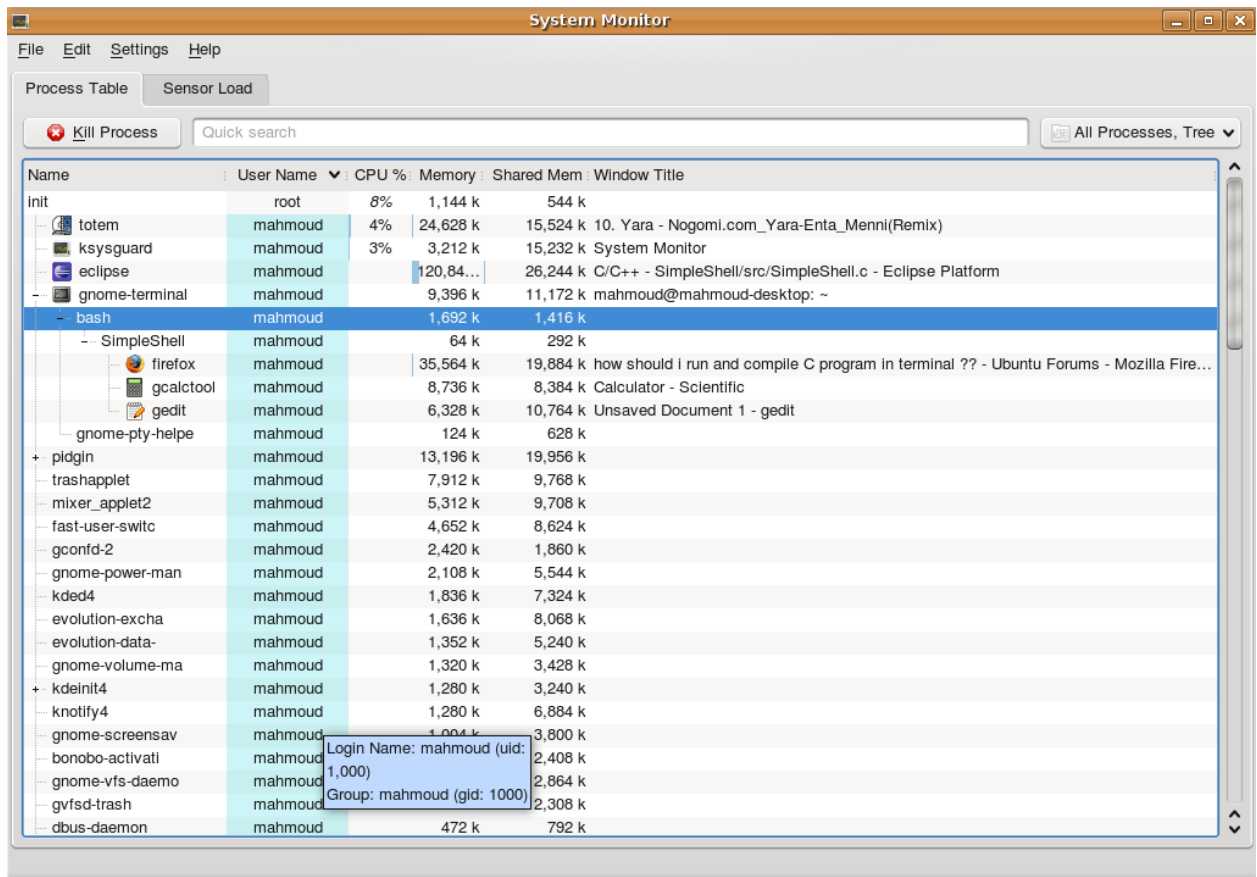 System Monitor
File Edit Settings Help
Process Table Sensor Load
Kill Process Quick search All Processes, Tree
Name User Name CPU % Memory Shared Mem Window Title
init root 8% 1,144 k 544 k
totem mahmoud 4% 24,628 k 15,524 k 10. Yara - Nogomi.com_Yara-Enta_Menni(Remix)
ksysguard mahmoud 3% 3,212 k 15,232 k System Monitor
eclipse mahmoud 120,84... 26,244 k C/C++ - SimpleShell/src/SimpleShell.c - Eclipse Platform
gnome-terminal mahmoud 9,396 k 11,172 k mahmoud@mahmoud-desktop: ~
bash mahmoud 1,692 k 1,416 k
SimpleShell mahmoud 64 k 292 k
firefox mahmoud 35,564 k 19,884 k how should i run and compile C program in terminal ?? - Ubuntu Forums - Mozilla Fire...
gcalctool mahmoud 8,736 k 8,384 k Calculator - Scientific
gedit mahmoud 6,328 k 10,764 k Unsaved Document 1 - gedit
gnome-pty-helpe mahmoud 124 k 628 k
pidgin mahmoud 13,196 k 19,956 k
trashapplet mahmoud 7,912 k 9,768 k
mixer_applet2 mahmoud 5,312 k 9,708 k
fast-user-switc mahmoud 4,652 k 8,624 k
gconfd-2 mahmoud 2,420 k 1,860 k
gnome-power-man mahmoud 2,108 k 5,544 k
kded4 mahmoud 1,836 k 7,324 k
evolution-excha mahmoud 1,636 k 8,068 k
evolution-data- mahmoud 1,352 k 5,240 k
gnome-volume-ma mahmoud 1,320 k 3,428 k
kdeinit4 mahmoud 1,280 k 3,240 k
knotify4 mahmoud 1,280 k 6,884 k
gnome-screensav mahmoud 3,800 k
bonobo-activati mahmoud 2,408 k
gnome-vfs-daemo mahmoud 2,864 k
gvfsd-trash mahmoud 2,308 k
dbus-daemon mahmoud 472 k 792 k
Login Name: mahmoud (uid:
1,000)
Group: mahmoud (gid: 1000)